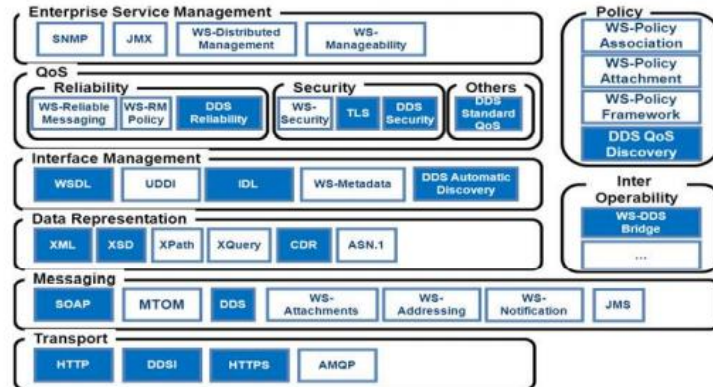 Enterprise Service Management
SNMP
JMX
WS-Distributed
Management
WS-
Manageability
QoS
Reliability
WS-Reliable
Messaging
WS-RM
Policy
DDS
Reliability
Security
WS-
Security
TLS
DDS
Security
Others
DDS
Standard
QoS
Interface Management
WSDL
UDDI
IDL
WS-Metadata
DDS Automatic
Discovery
Data Representation
XML
XSD
XPath
XQuery
CDR
ASN.1
Messaging
SOAP
MTOM
DDS
WS-
Attachments
WS-
Addressing
WS-
Notification
JMS
Transport
HTTP
DDSI
HTTPS
AMQP
Policy
WS-Policy
Association
WS-Policy
Attachment
WS-Policy
Framework
DDS QoS
Discovery
Inter
Operability
WS-DDS
Bridge
...